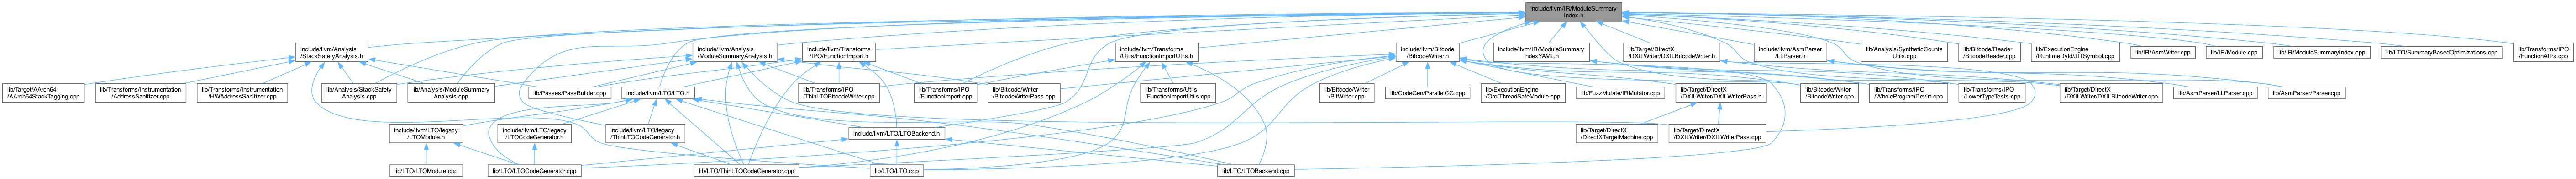 include/llvm/IR/ModuleSummary
Index.h
include/llvm/Analysis
/StackSafetyAnalysis.h
include/llvm/Analysis
/ModuleSummaryAnalysis.h
include/llvm/Transforms
/IPO/FunctionImport.h
include/llvm/Transforms
/Utils/FunctionImportUtils.h
include/llvm/Bitcode
/BitcodeWriter.h
include/llvm/IR/ModuleSummary
IndexYAML.h
lib/Target/DirectX
/DXILWriter/DXILBitcodeWriter.h
include/llvm/AsmParser
/LLParser.h
lib/Analysis/SyntheticCounts
Utils.cpp
lib/Bitcode/Reader
/BitcodeReader.cpp
lib/ExecutionEngine
/RuntimeDyld/JITSymbol.cpp
lib/IR/AsmWriter.cpp
lib/IR/Module.cpp
lib/IR/ModuleSummaryIndex.cpp
lib/LTO/SummaryBasedOptimizations.cpp
lib/Transforms/IPO
/FunctionAttrs.cpp
lib/Target/AArch64
/AArch64StackTagging.cpp
lib/Transforms/Instrumentation
/AddressSanitizer.cpp
lib/Transforms/Instrumentation
/HWAddressSanitizer.cpp
lib/Analysis/StackSafety
Analysis.cpp
lib/Analysis/ModuleSummary
Analysis.cpp
lib/Passes/PassBuilder.cpp
include/llvm/LTO/LTO.h
lib/Transforms/IPO
/ThinLTOBitcodeWriter.cpp
lib/Transforms/IPO
/FunctionImport.cpp
lib/Bitcode/Writer
/BitcodeWriterPass.cpp
lib/Transforms/Utils
/FunctionImportUtils.cpp
lib/Bitcode/Writer
/BitWriter.cpp
lib/CodeGen/ParallelCG.cpp
lib/ExecutionEngine
/Orc/ThreadSafeModule.cpp
lib/FuzzMutate/IRMutator.cpp
lib/Target/DirectX
/DXILWriter/DXILWriterPass.h
lib/Bitcode/Writer
/BitcodeWriter.cpp
lib/Transforms/IPO
/WholeProgramDevirt.cpp
lib/Transforms/IPO
/LowerTypeTests.cpp
lib/Target/DirectX
/DXILWriter/DXILBitcodeWriter.cpp
lib/AsmParser/LLParser.cpp
lib/AsmParser/Parser.cpp
include/llvm/LTO/legacy
/LTOModule.h
include/llvm/LTO/legacy
/LTOCodeGenerator.h
include/llvm/LTO/legacy
/ThinLTOCodeGenerator.h
include/llvm/LTO/LTOBackend.h
lib/Target/DirectX
/DirectXTargetMachine.cpp
lib/Target/DirectX
/DXILWriter/DXILWriterPass.cpp
lib/LTO/LTOModule.cpp
lib/LTO/LTOCodeGenerator.cpp
lib/LTO/ThinLTOCodeGenerator.cpp
lib/LTO/LTO.cpp
lib/LTO/LTOBackend.cpp